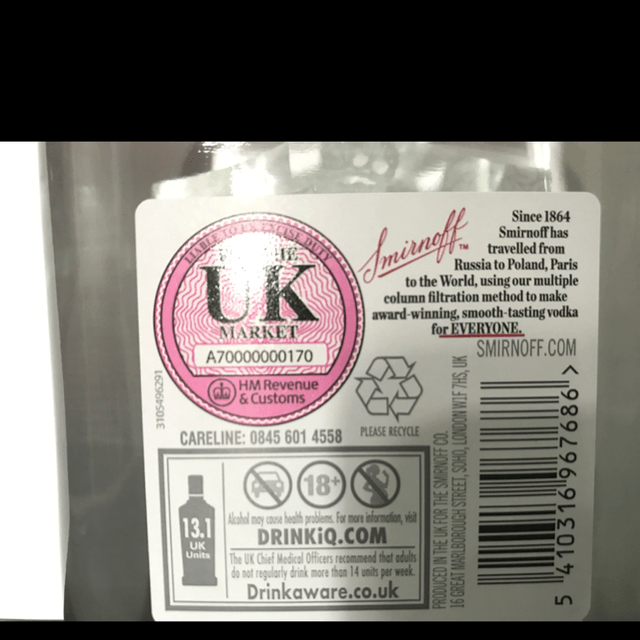 LIABLE TO UK EXCISE DUTY
UK
MARKET
A70000000170
HM Revenue
& Customs
3105496291
CARELINE: 0845 601 4558
Smirnoff™
Since 1864
Smirnoff has
travelled from
Russia to Poland, Paris
to the World, using our multiple
column filtration method to make
award-winning, smooth-tasting vodka
for EVERYONE.
SMIRNOFF.COM
PLEASE RECYCLE
13.1
UK
Units
18+
Alcohol may cause health problems. For more information, visit
DRINKiQ.COM
The UK Chief Medical Officers recommend that adults
do not regularly drink more than 14 units per week.
Drinkaware.co.uk
PRODUCED IN THE UK FOR THE SMIRNOFF CO.
16 GREAT MARLBOROUGH STREET, SOHO, LONDON W1F 7HS, UK
5 410316 967686 >